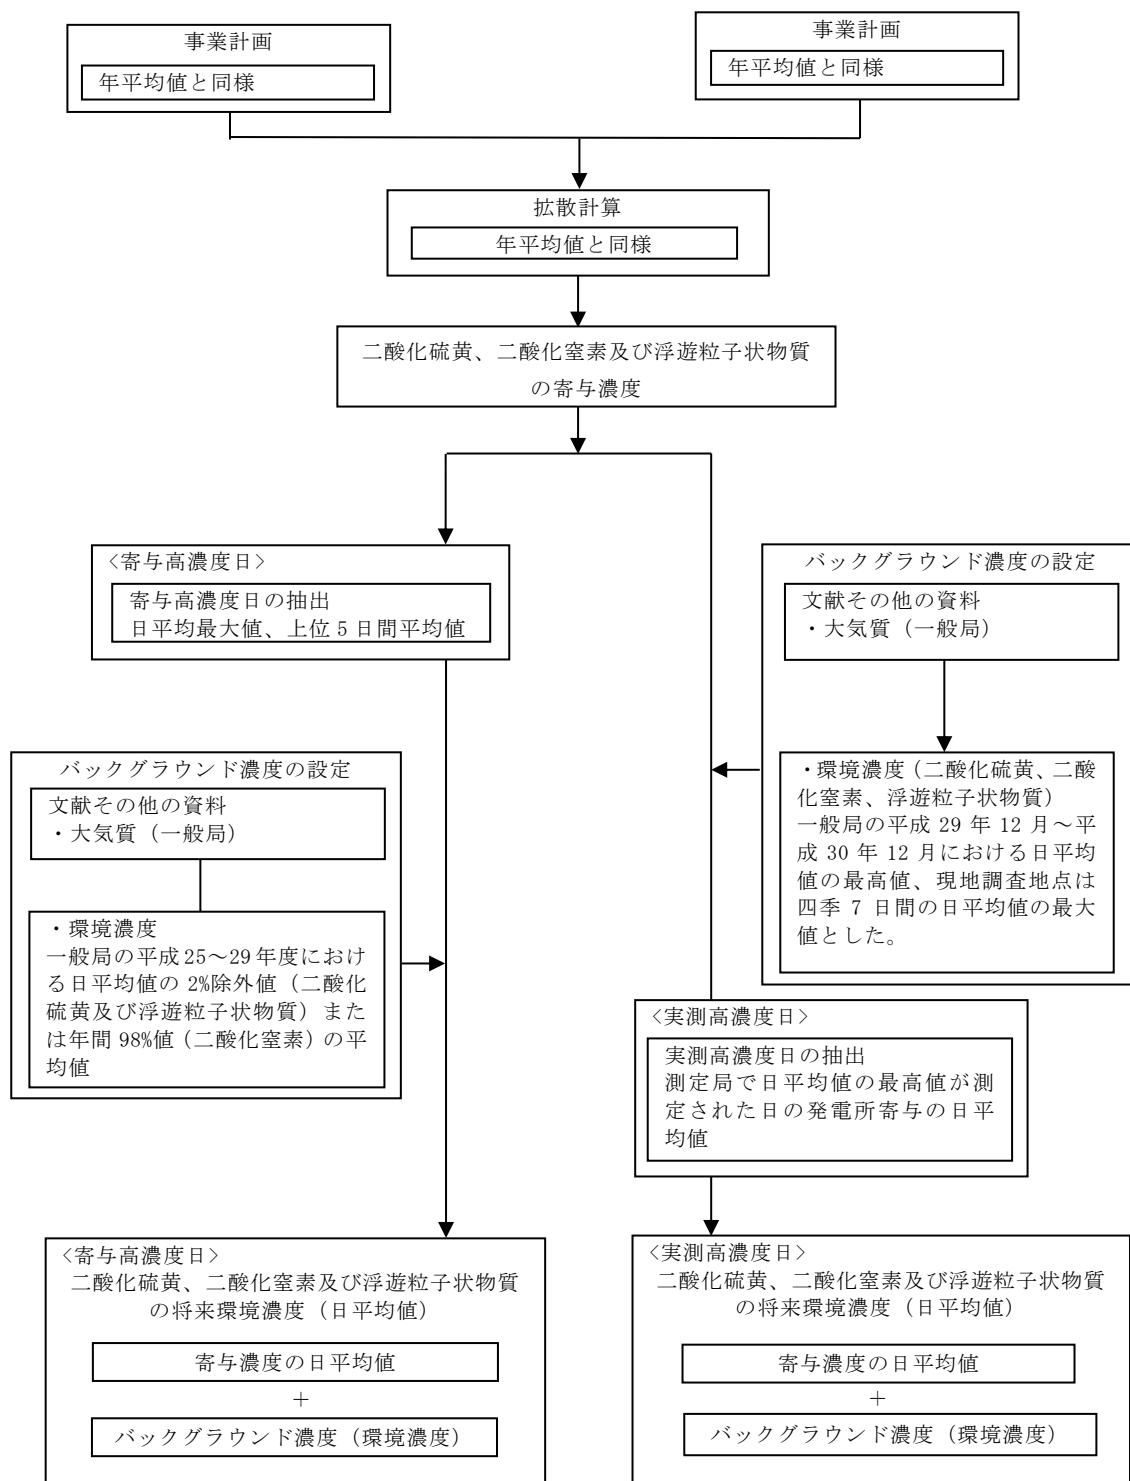 事業計画
年平均値と同様
事業計画
年平均値と同様
拡散計算
年平均値と同様
二酸化硫黄、二酸化窒素及び浮遊粒子状物質
の寄与濃度
<寄与高濃度日>
寄与高濃度日の抽出
日平均最大値、上位 5 日間平均値
バックグラウンド濃度の設定
文献その他の資料
・大気質（一般局）
・環境濃度（二酸化硫黄、二酸
化窒素、浮遊粒子状物質）
一般局の平成 29 年 12 月～平
成 30 年 12 月における日平均
値の最高値、現地調査地点は
四季 7 日間の日平均値の最大
値とした。
バックグラウンド濃度の設定
文献その他の資料
・大気質（一般局）
・環境濃度
一般局の平成 25～29 年度におけ
る日平均値の 2%除外値（二酸化
硫黄及び浮遊粒子状物質）また
は年間 98%値（二酸化窒素）の平
均値
<実測高濃度日>
実測高濃度日の抽出
測定局で日平均値の最高値が測
定された日の発電所寄与の日平
均値
<寄与高濃度日>
二酸化硫黄、二酸化窒素及び浮遊粒子状物質
の将来環境濃度（日平均値）
寄与濃度の日平均値
＋
バックグラウンド濃度（環境濃度）
<実測高濃度日>
二酸化硫黄、二酸化窒素及び浮遊粒子状物質
の将来環境濃度（日平均値）
寄与濃度の日平均値
＋
バックグラウンド濃度（環境濃度）